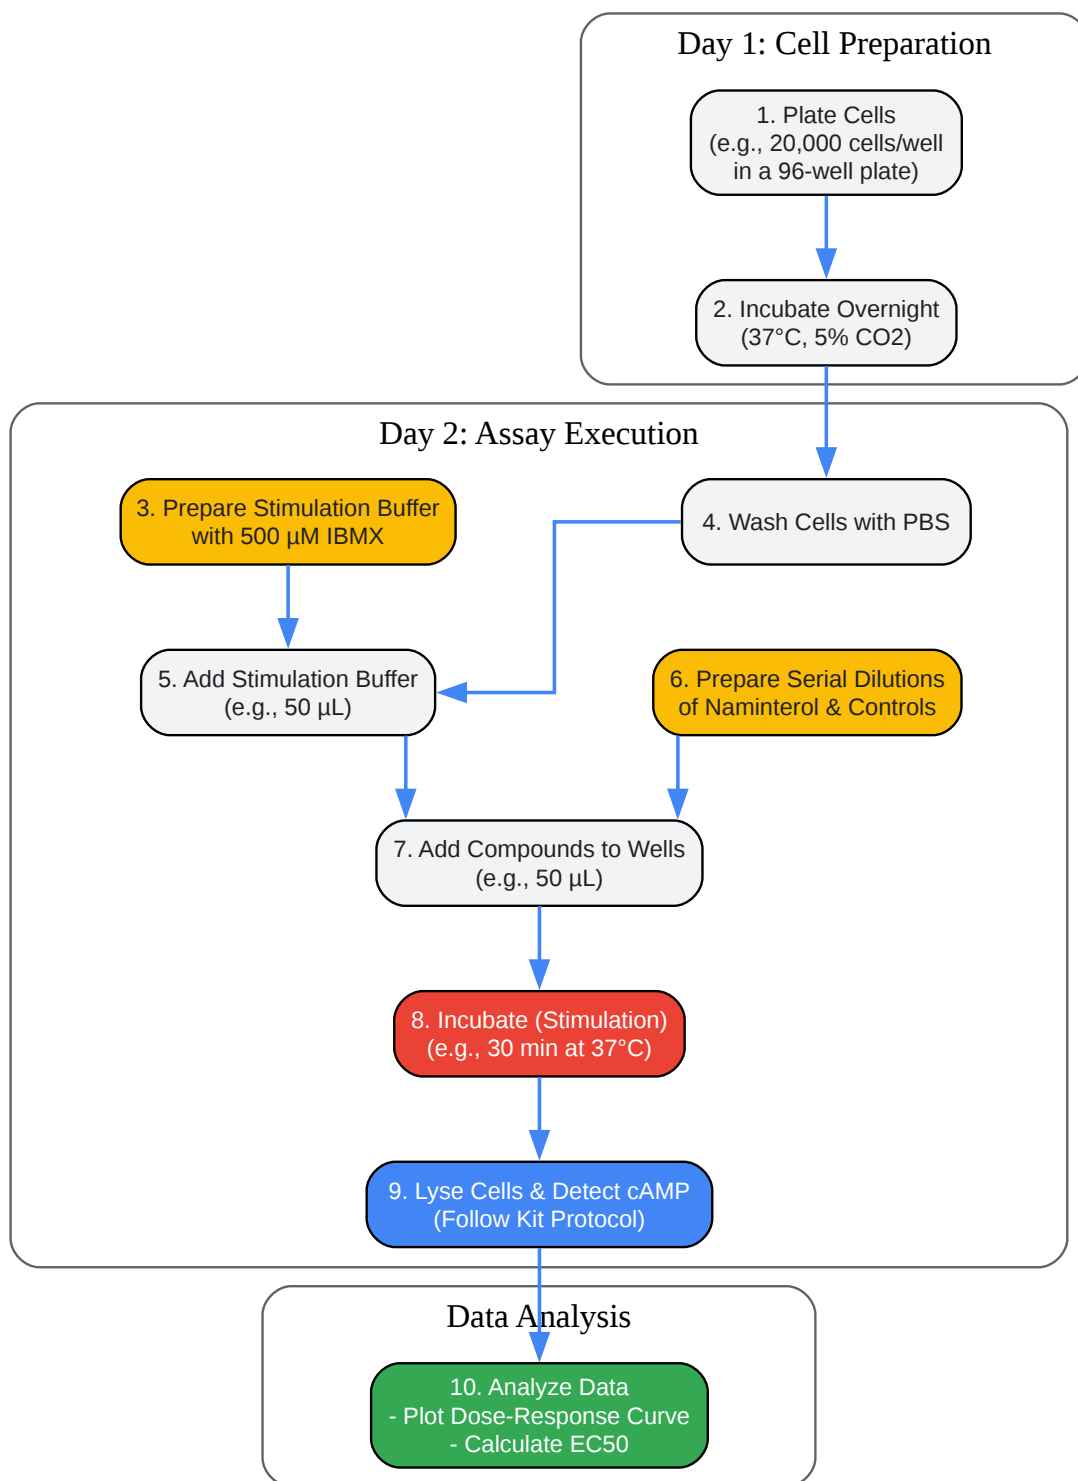 Day 1: Cell Preparation
1. Plate Cells
(e.g., 20,000 cells/well
in a 96-well plate)
2. Incubate Overnight
(37°C, 5% CO2)
Day 2: Assay Execution
3. Prepare Stimulation Buffer
with 500 µM IBMX
4. Wash Cells with PBS
5. Add Stimulation Buffer
(e.g., 50 µL)
6. Prepare Serial Dilutions
of Naminterol & Controls
7. Add Compounds to Wells
(e.g., 50 µL)
8. Incubate (Stimulation)
(e.g., 30 min at 37°C)
9. Lyse Cells & Detect cAMP
(Follow Kit Protocol)
Data Analysis
10. Analyze Data
- Plot Dose-Response Curve
- Calculate EC50